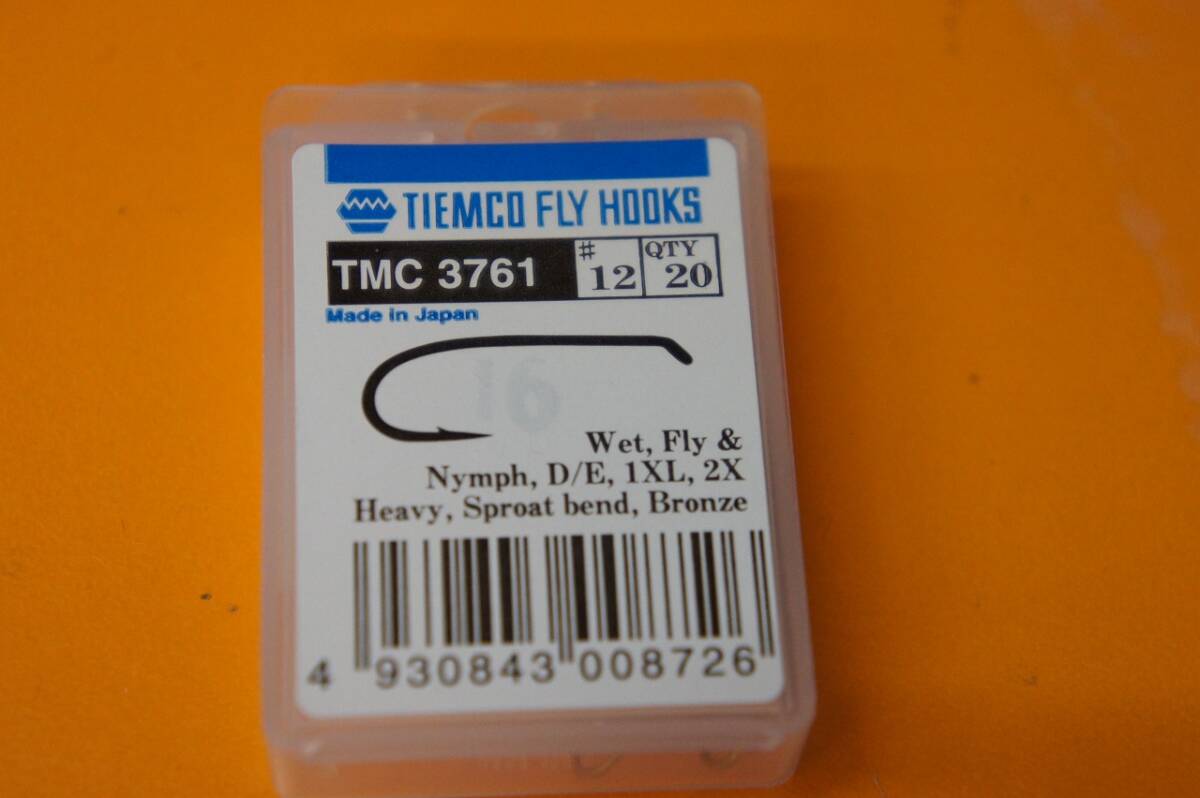 TIEMCO FLY HOOKS
TMC 3761 # 12 QTY 20
Made in Japan
16
Wet, Fly &
Nymph, D/E, 1XL, 2X
Heavy, Sproat bend, Bronze
4 930843 008726